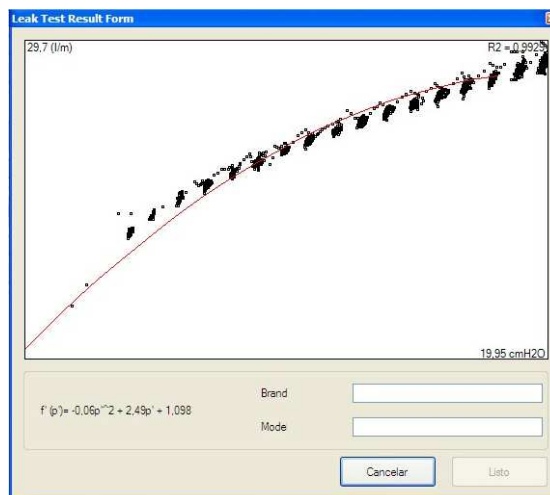 Leak Test Result Form
29,7 (l/m)
R2 = 0,9929
19,95 cmH2O
f' (p')= -0,06p'^2 + 2,49p' + 1,098
Brand
Mode
Cancelar
Listo